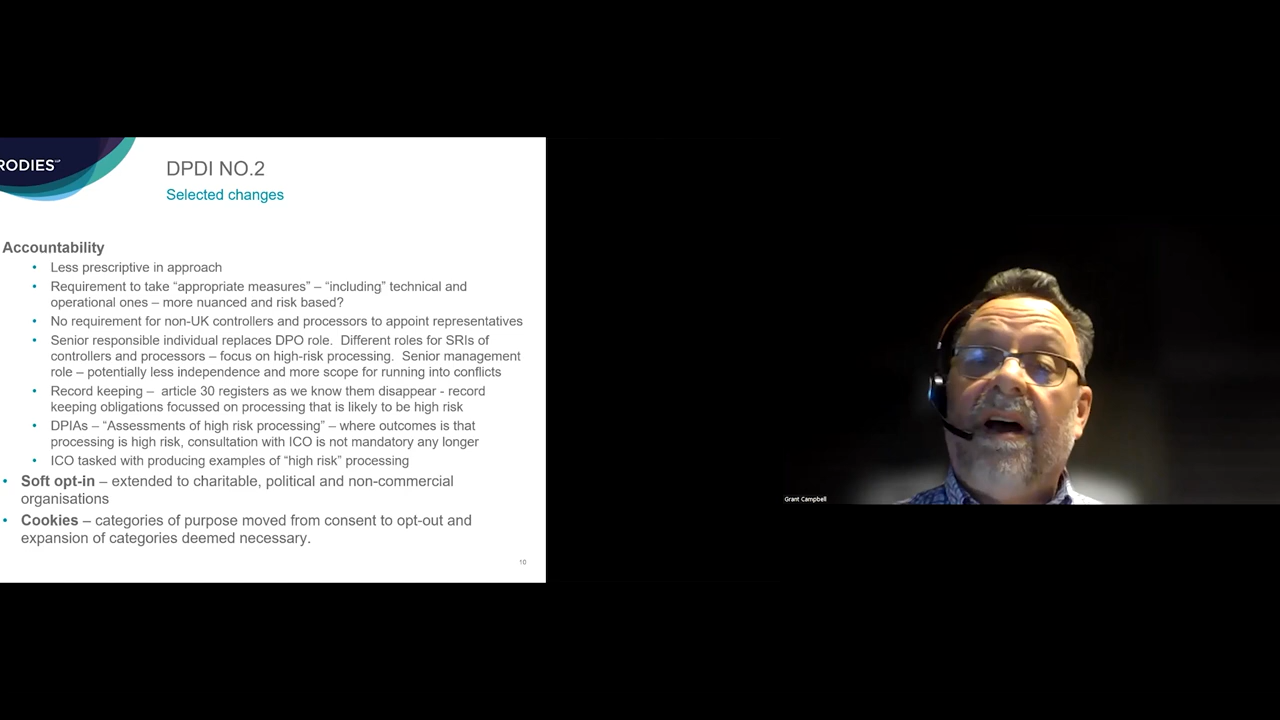 RODIES LLP
DPDI NO.2
Selected changes
Accountability
• Less prescriptive in approach
• Requirement to take “appropriate measures” – “including” technical and
operational ones – more nuanced and risk based?
• No requirement for non-UK controllers and processors to appoint representatives
• Senior responsible individual replaces DPO role. Different roles for SRIs of
controllers and processors – focus on high-risk processing. Senior management
role – potentially less independence and more scope for running into conflicts
• Record keeping – article 30 registers as we know them disappear - record
keeping obligations focussed on processing that is likely to be high risk
• DPIAs – “Assessments of high risk processing” – where outcomes is that
processing is high risk, consultation with ICO is not mandatory any longer
• ICO tasked with producing examples of “high risk” processing
• Soft opt-in – extended to charitable, political and non-commercial
organisations
• Cookies – categories of purpose moved from consent to opt-out and
expansion of categories deemed necessary.
10
Grant Campbell